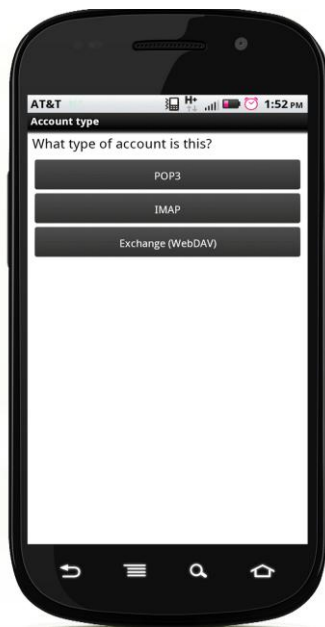 AT&T H+ 1:52 PM
Account type
What type of account is this?
POP3
IMAP
Exchange (WebDAV)